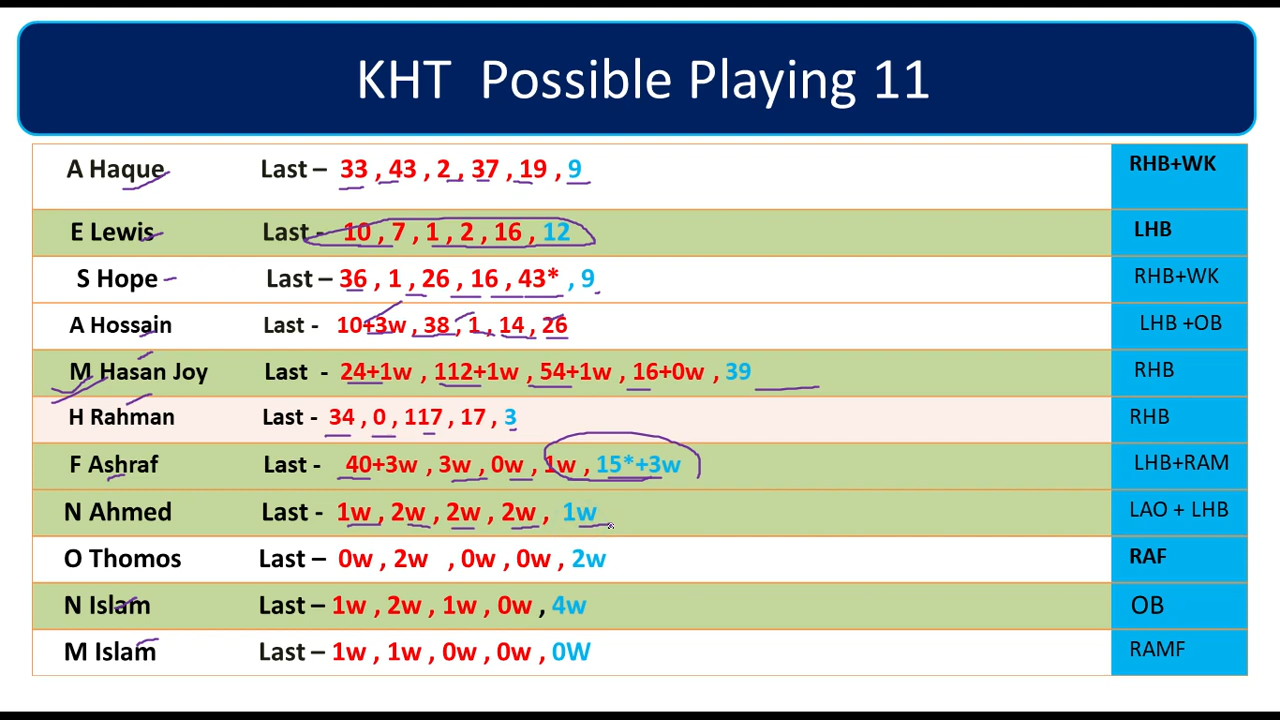 KHT Possible Playing 11
A Haque Last – 33 , 43 , 2 , 37 , 19 , 9 RHB+WK
E Lewis Last - 10 , 7 , 1 , 2 , 16 , 12 LHB
S Hope Last – 36 , 1 , 26 , 16 , 43* , 9 RHB+WK
A Hossain Last - 10+3w , 38 , 1 , 14 , 26 LHB +OB
M Hasan Joy Last - 24+1w , 112+1w , 54+1w , 16+0w , 39 RHB
H Rahman Last - 34 , 0 , 117 , 17 , 3 RHB
F Ashraf Last - 40+3w , 3w , 0w , 1w , 15*+3w LHB+RAM
N Ahmed Last - 1w , 2w , 2w , 2w , 1w LAO + LHB
O Thomos Last – 0w , 2w , 0w , 0w , 2w RAF
N Islam Last – 1w , 2w , 1w , 0w , 4w OB
M Islam Last – 1w , 1w , 0w , 0w , 0W RAMF